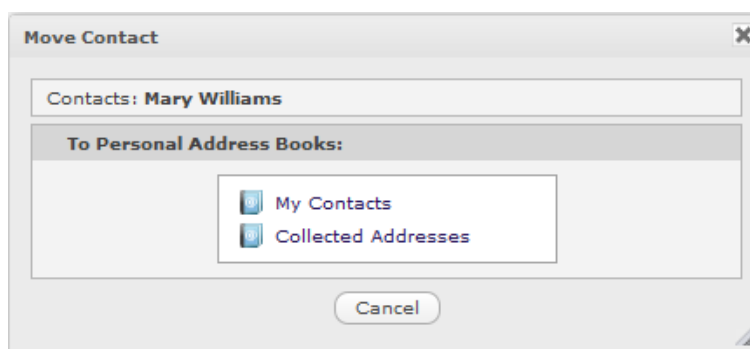 Move Contact
Contacts: Mary Williams
To Personal Address Books:
My Contacts
Collected Addresses
Cancel